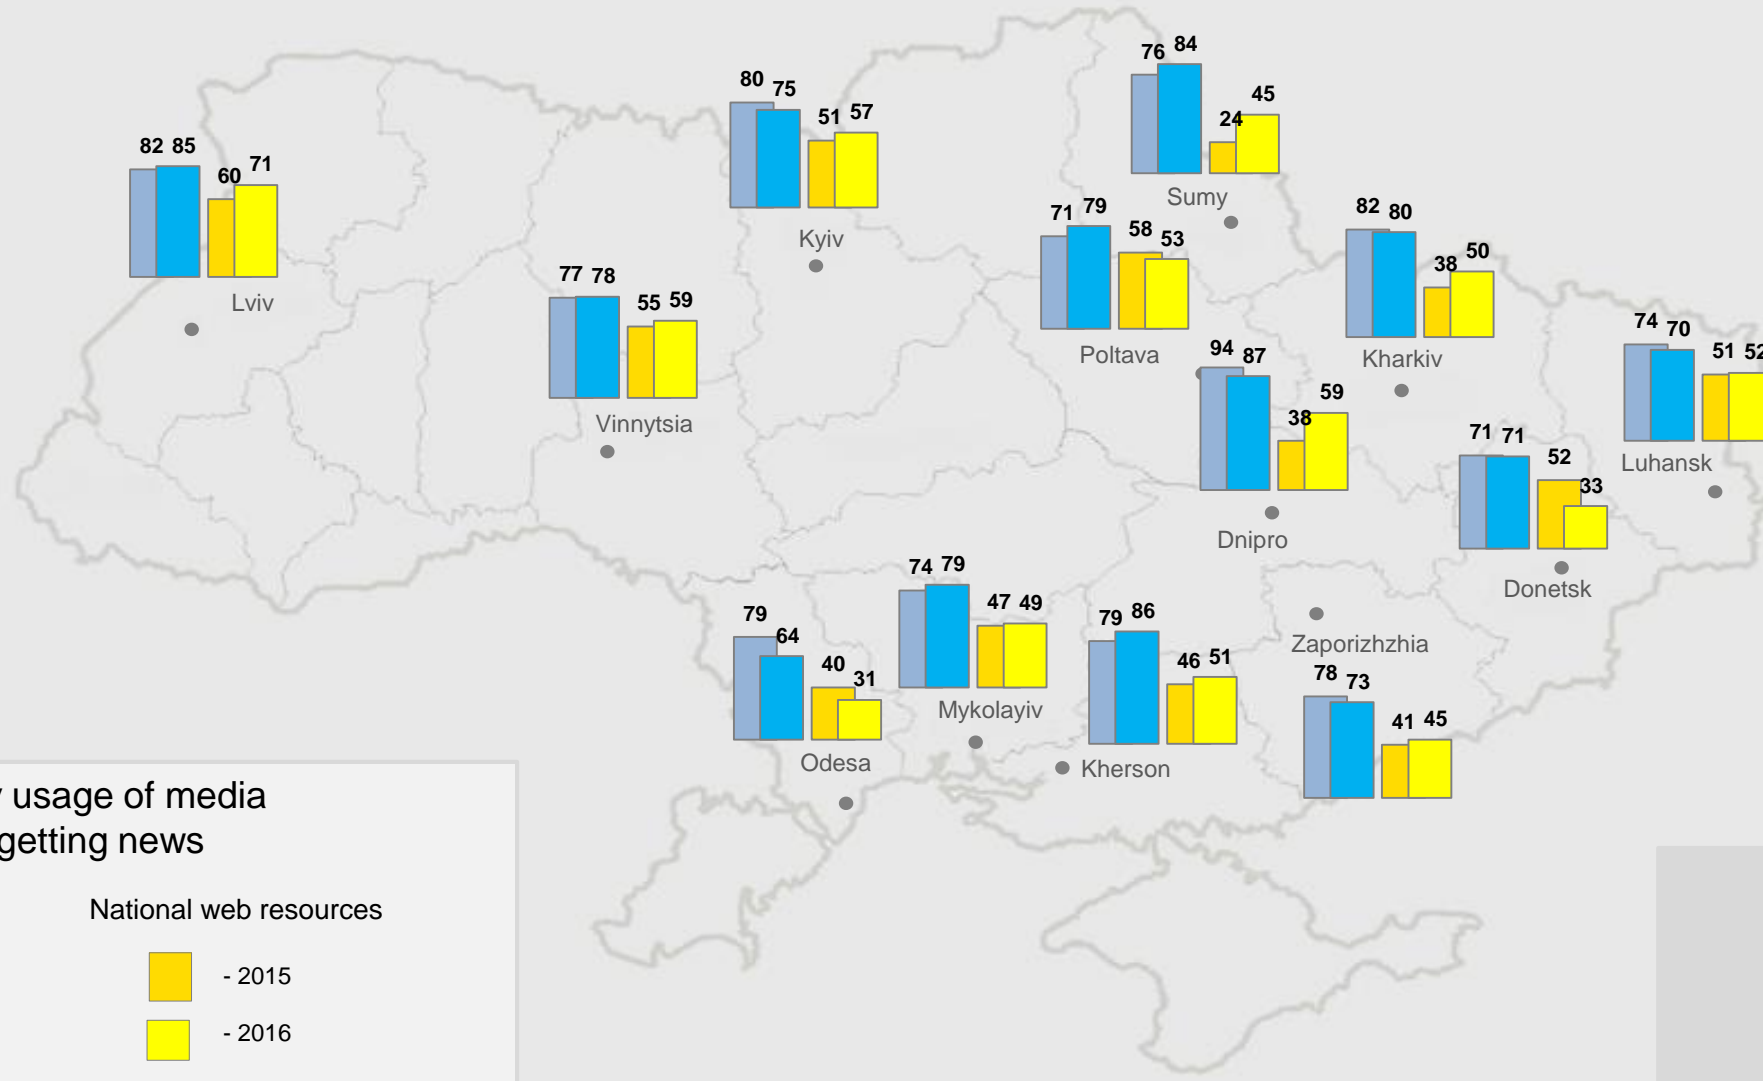 76 84
24 45
Sumy
80 75
51 57
Kyiv
82 85
60 71
Lviv
71 79
58 53
Poltava
82 80
38 50
Kharkiv
77 78
55 59
Vinnytsia
74 70
51 52
Luhansk
94 87
38 59
Dnipro
71 71
52 33
Donetsk
74 79
47 49
Mykolayiv
79 64
40 31
Odesa
79 86
46 51
Kherson
Zaporizhzhia
78 73
41 45
usage of media
getting news
National web resources
- 2015
- 2016